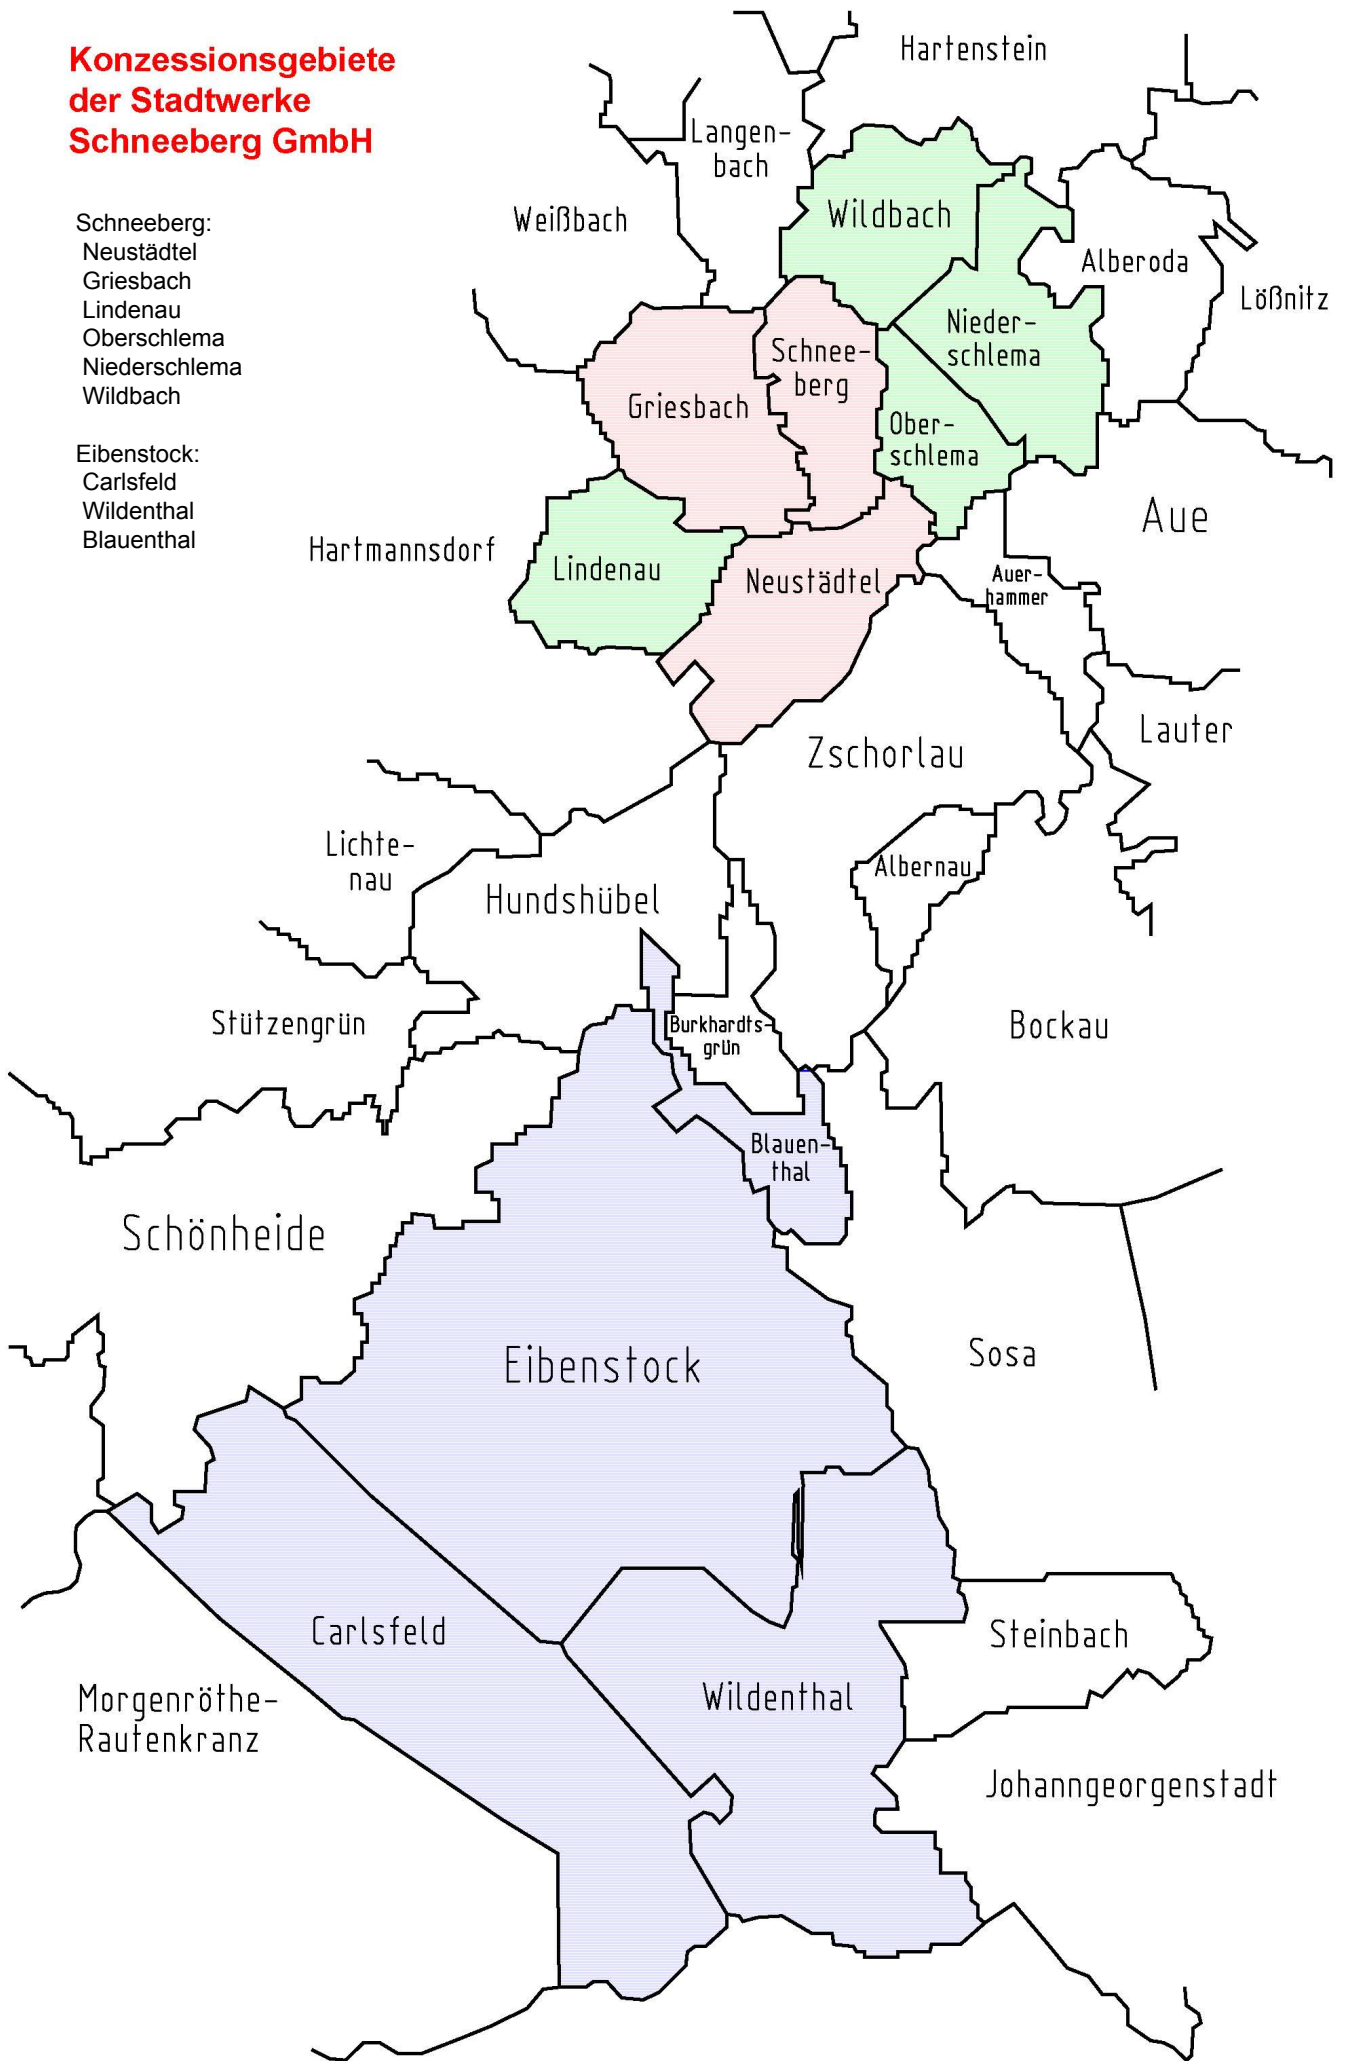 Konzessionsgebiete
der Stadtwerke
Schneeberg GmbH
Schneeberg:
Neustädtel
Griesbach
Lindenau
Oberschlema
Niederschlema
Wildbach
Eibenstock:
Carlsfeld
Wildenthal
Blauenthal
Hartenstein
Langen-
bach
Weißbach
Wildbach
Alberoda
Lößnitz
Nieder-
schlema
Schnee-
berg
Griesbach
Ober-
schlema
Aue
Hartmannsdorf
Lindenau
Neustädtel
Auer-
hammer
Lauter
Zschorlau
Lichte-
nau
Albernau
Hundshübel
Stützengrün
Burkhardts-
grün
Bockau
Blauen-
thal
Schönheide
Sosa
Eibenstock
Carlsfeld
Steinbach
Wildenthal
Morgenröthe-
Rautenkranz
Johanngeorgenstadt